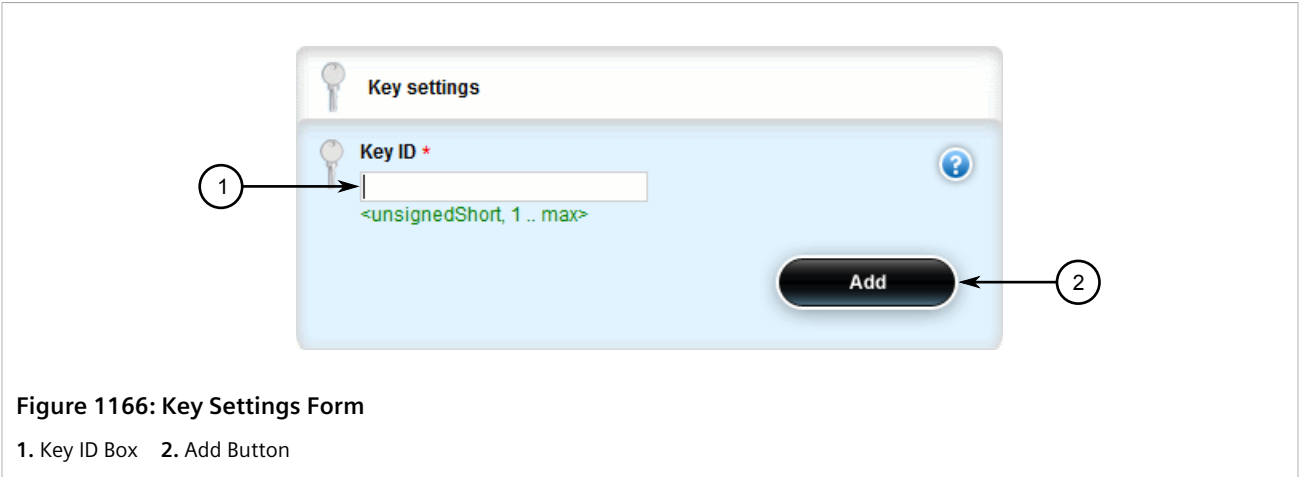 Key settings
Key ID *
1
<unsignedShort, 1 .. max>
Add
2
Figure 1166: Key Settings Form
1. Key ID Box 2. Add Button